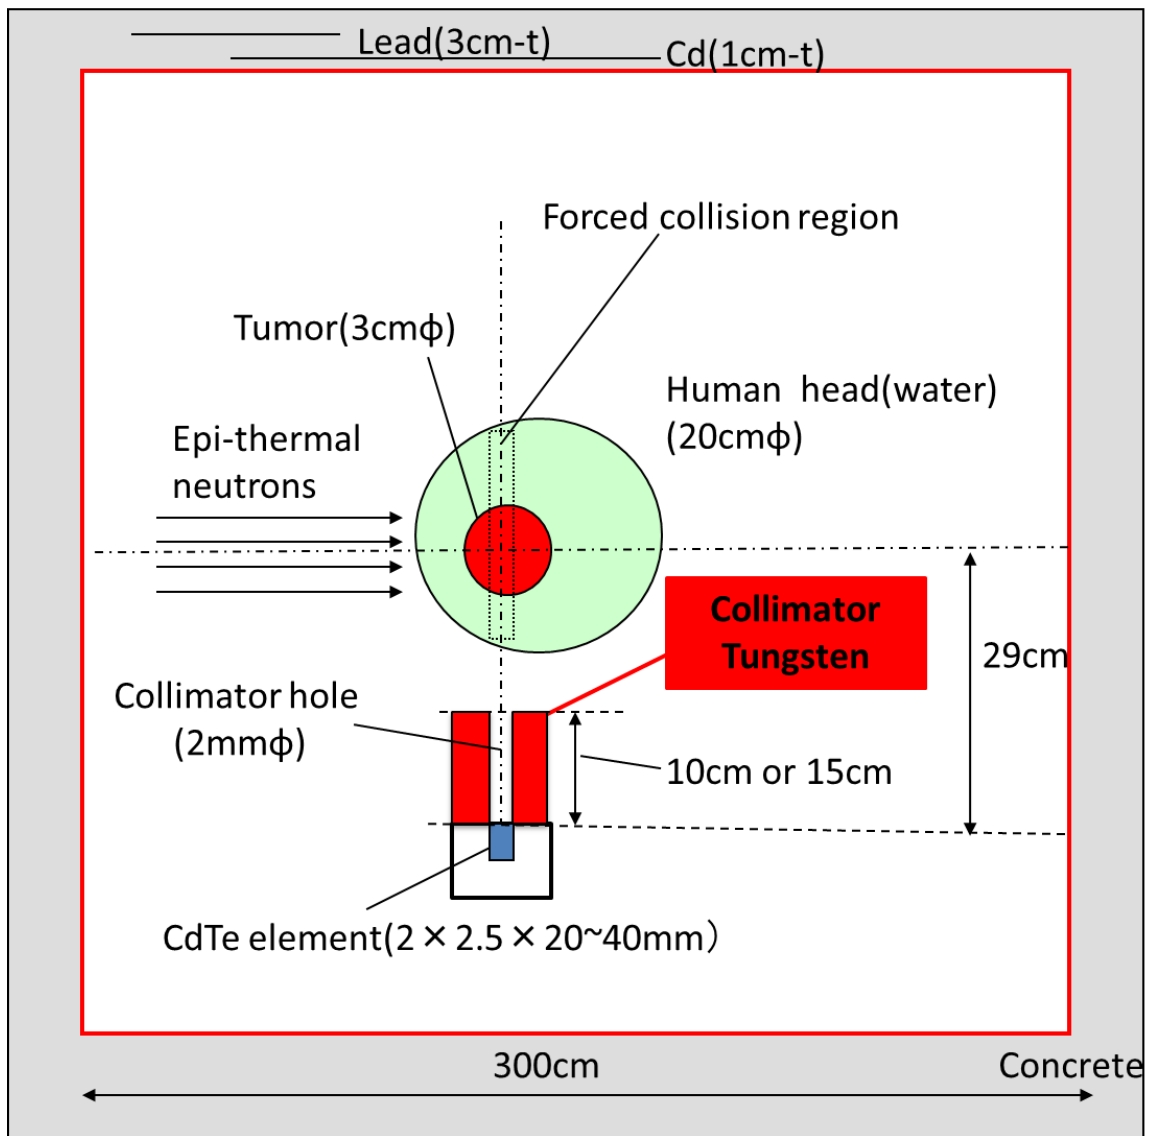 Lead(3cm-t)
Cd(1cm-t)
Forced collision region
Tumor(3cmϕ)
Human head(water)
(20cmϕ)
Epi-thermal
neutrons
Collimator
Tungsten
29cm
Collimator hole
(2mmϕ)
10cm or 15cm
CdTe element(2×2.5×20~40mm）
300cm
Concrete